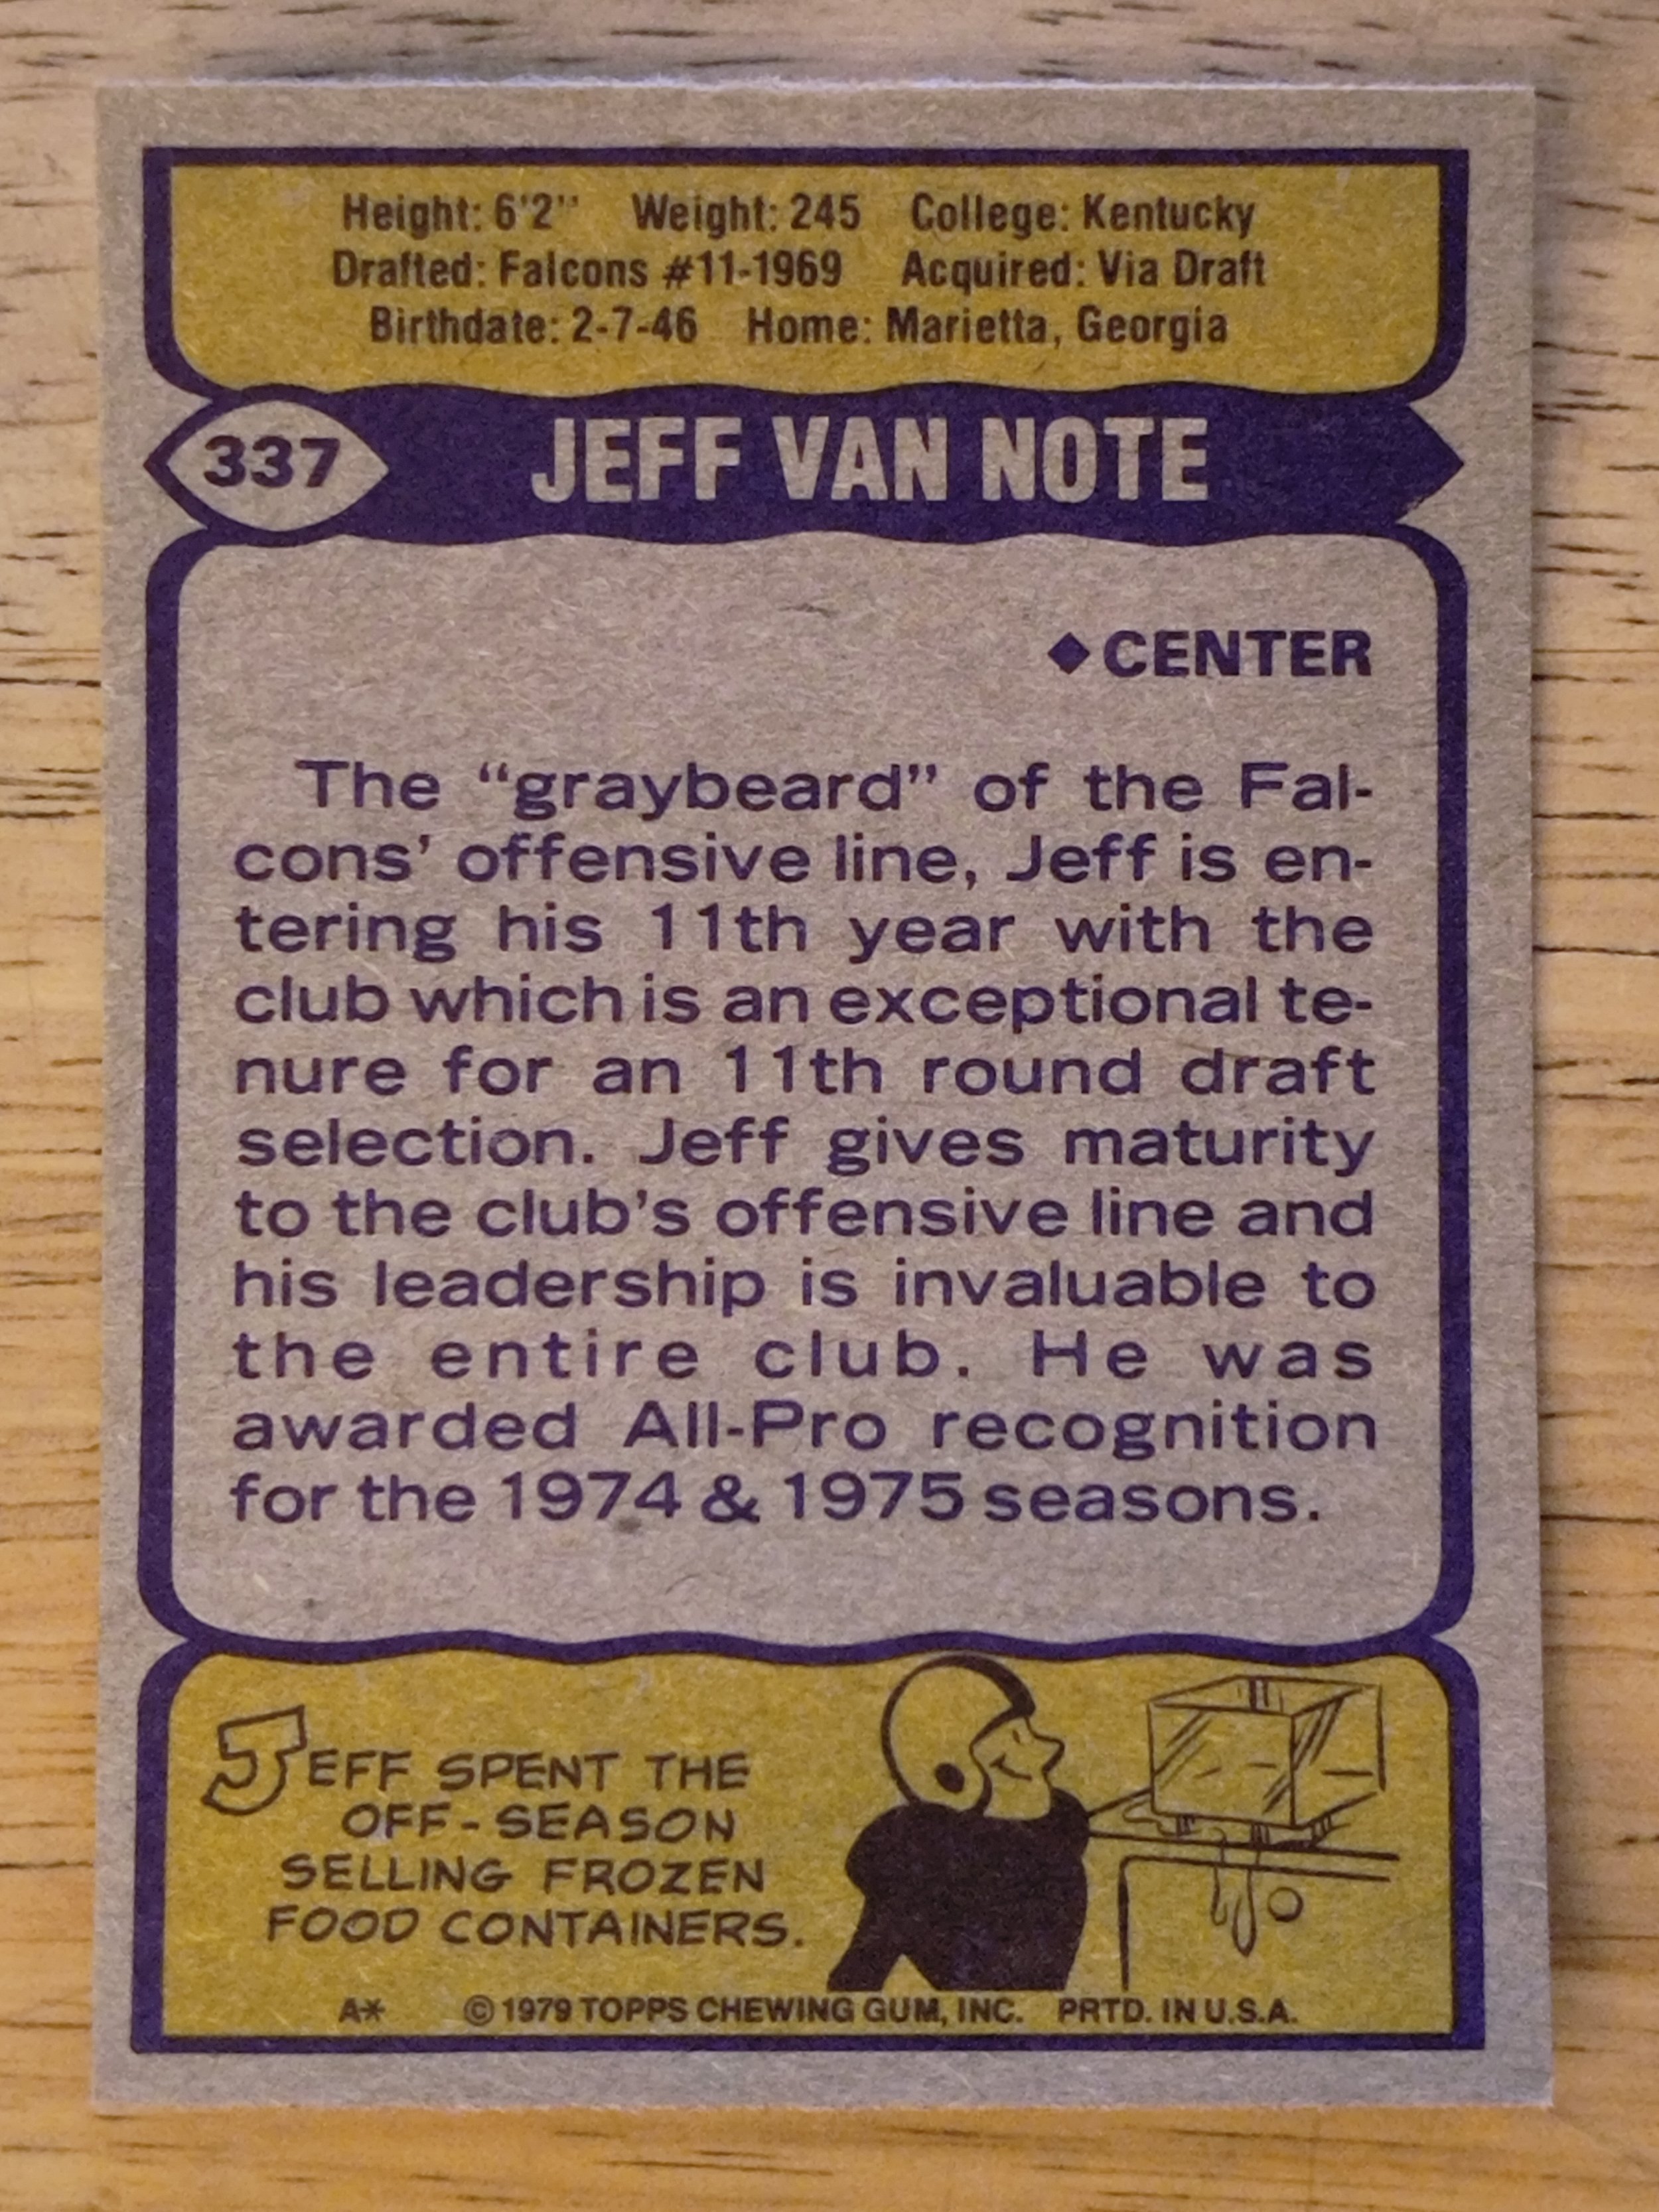 Height: 6'2" Weight: 245 College: Kentucky
Drafted: Falcons #11-1969 Acquired: Via Draft
Birthdate: 2-7-46 Home: Marietta, Georgia
337 JEFF VAN NOTE
◆CENTER
The “graybeard” of the Fal-
cons’ offensive line, Jeff is en-
tering his 11th year with the
club which is an exceptional te-
nure for an 11th round draft
selection. Jeff gives maturity
to the club’s offensive line and
his leadership is invaluable to
the entire club. He was
awarded All-Pro recognition
for the 1974 & 1975 seasons.
JEFF SPENT THE
OFF-SEASON
SELLING FROZEN
FOOD CONTAINERS.
A* © 1979 TOPPS CHEWING GUM, INC. PRTD. IN U.S.A.